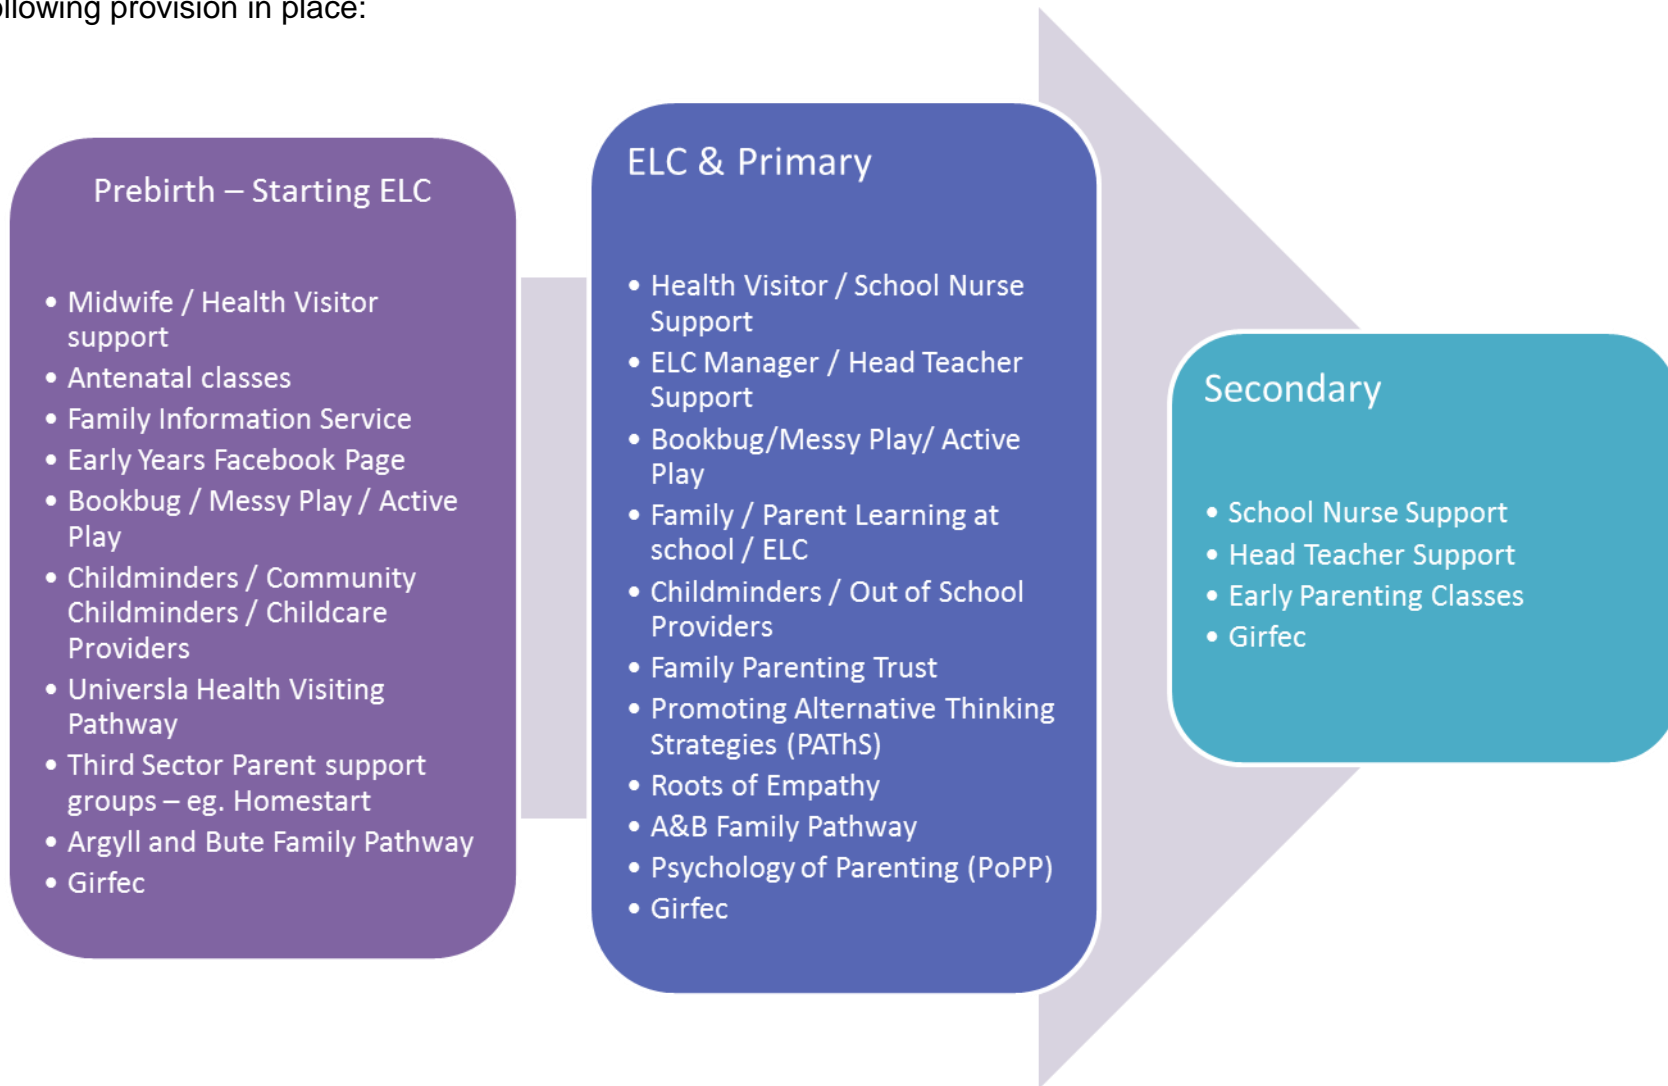 following provision in place:
Prebirth – Starting ELC
• Midwife / Health Visitor
support
• Antenatal classes
• Family Information Service
• Early Years Facebook Page
• Bookbug / Messy Play / Active
Play
• Childminders / Community
Childminders / Childcare
Providers
• Universla Health Visiting
Pathway
• Third Sector Parent support
groups – eg. Homestart
• Argyll and Bute Family Pathway
• Girfec
ELC & Primary
• Health Visitor / School Nurse
Support
• ELC Manager / Head Teacher
Support
• Bookbug/Messy Play/ Active
Play
• Family / Parent Learning at
school / ELC
• Childminders / Out of School
Providers
• Family Parenting Trust
• Promoting Alternative Thinking
Strategies (PAThS)
• Roots of Empathy
• A&B Family Pathway
• Psychology of Parenting (PoPP)
• Girfec
Secondary
• School Nurse Support
• Head Teacher Support
• Early Parenting Classes
• Girfec